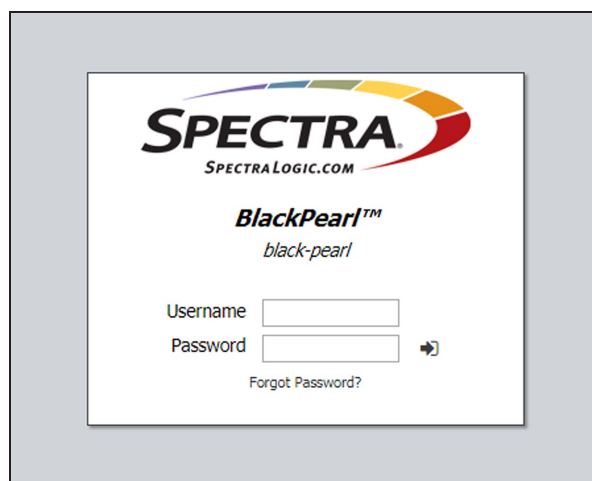 SPECTRA®
SPECTRALOGIC.COM
BlackPearl™
black-pearl
Username
Password
Forgot Password?